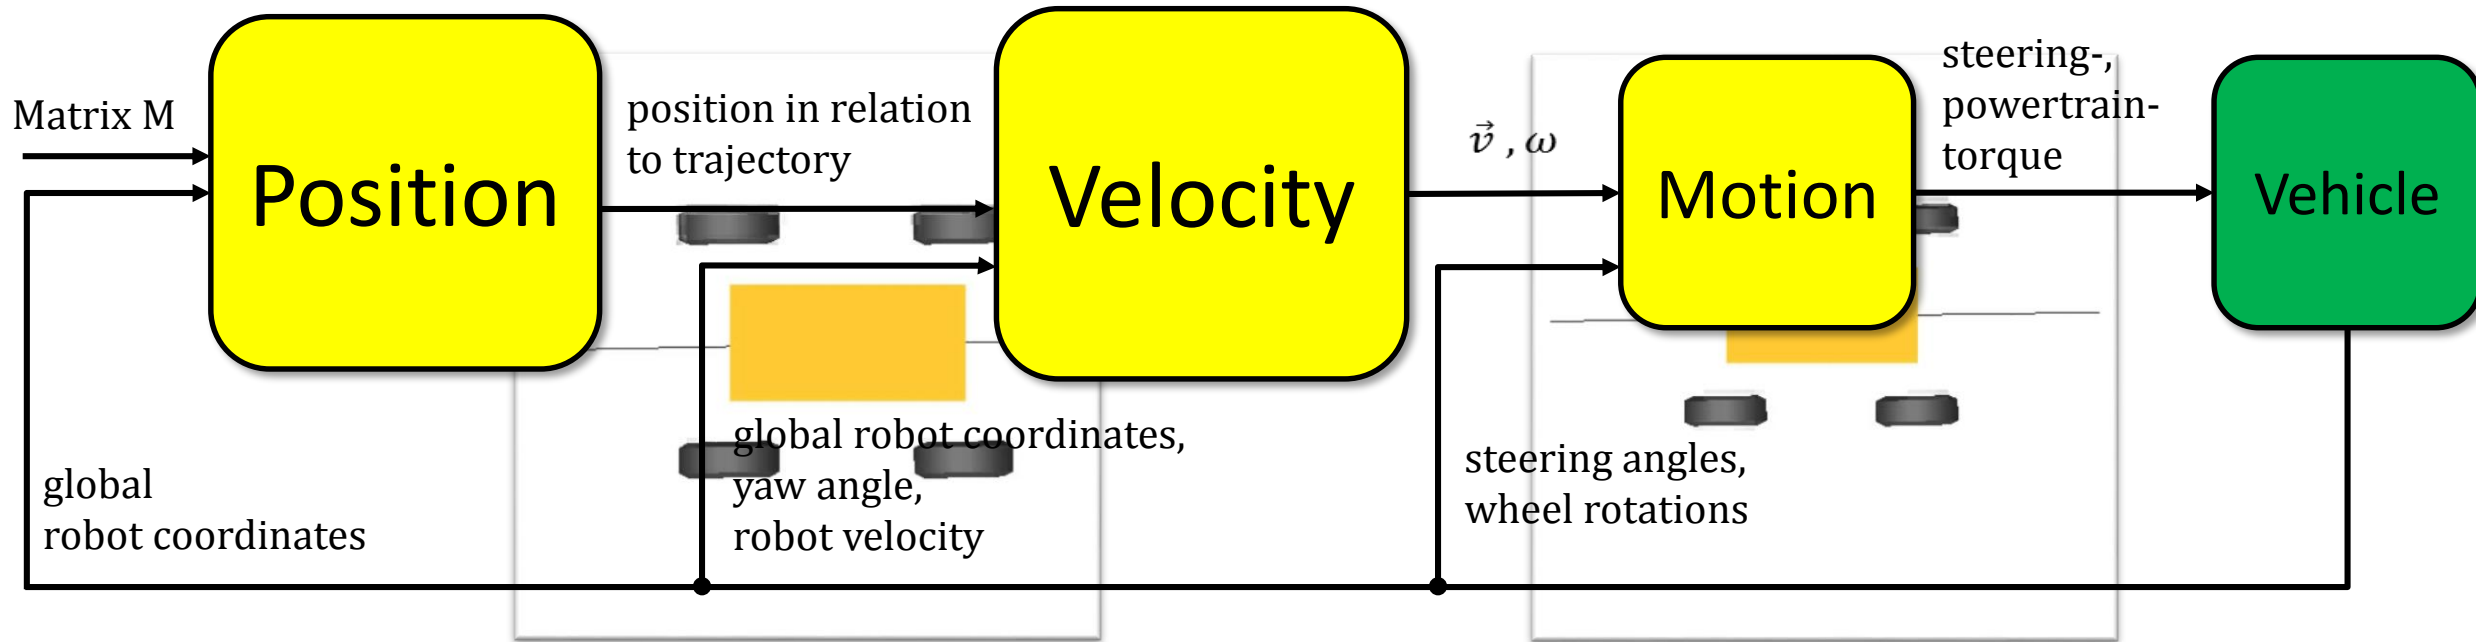 Matrix M
Position
position in relation
to trajectory
Velocity
v⃗ , ω
Motion
steering-,
powertrain-
torque
Vehicle
global
robot coordinates
global robot coordinates,
yaw angle,
robot velocity
steering angles,
wheel rotations